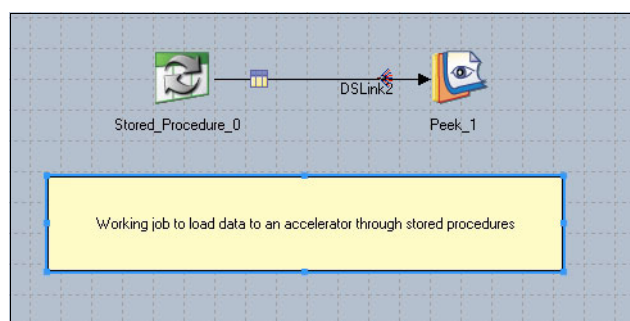 DSLink2
Stored_Procedure_0
Peek_1
Working job to load data to an accelerator through stored procedures